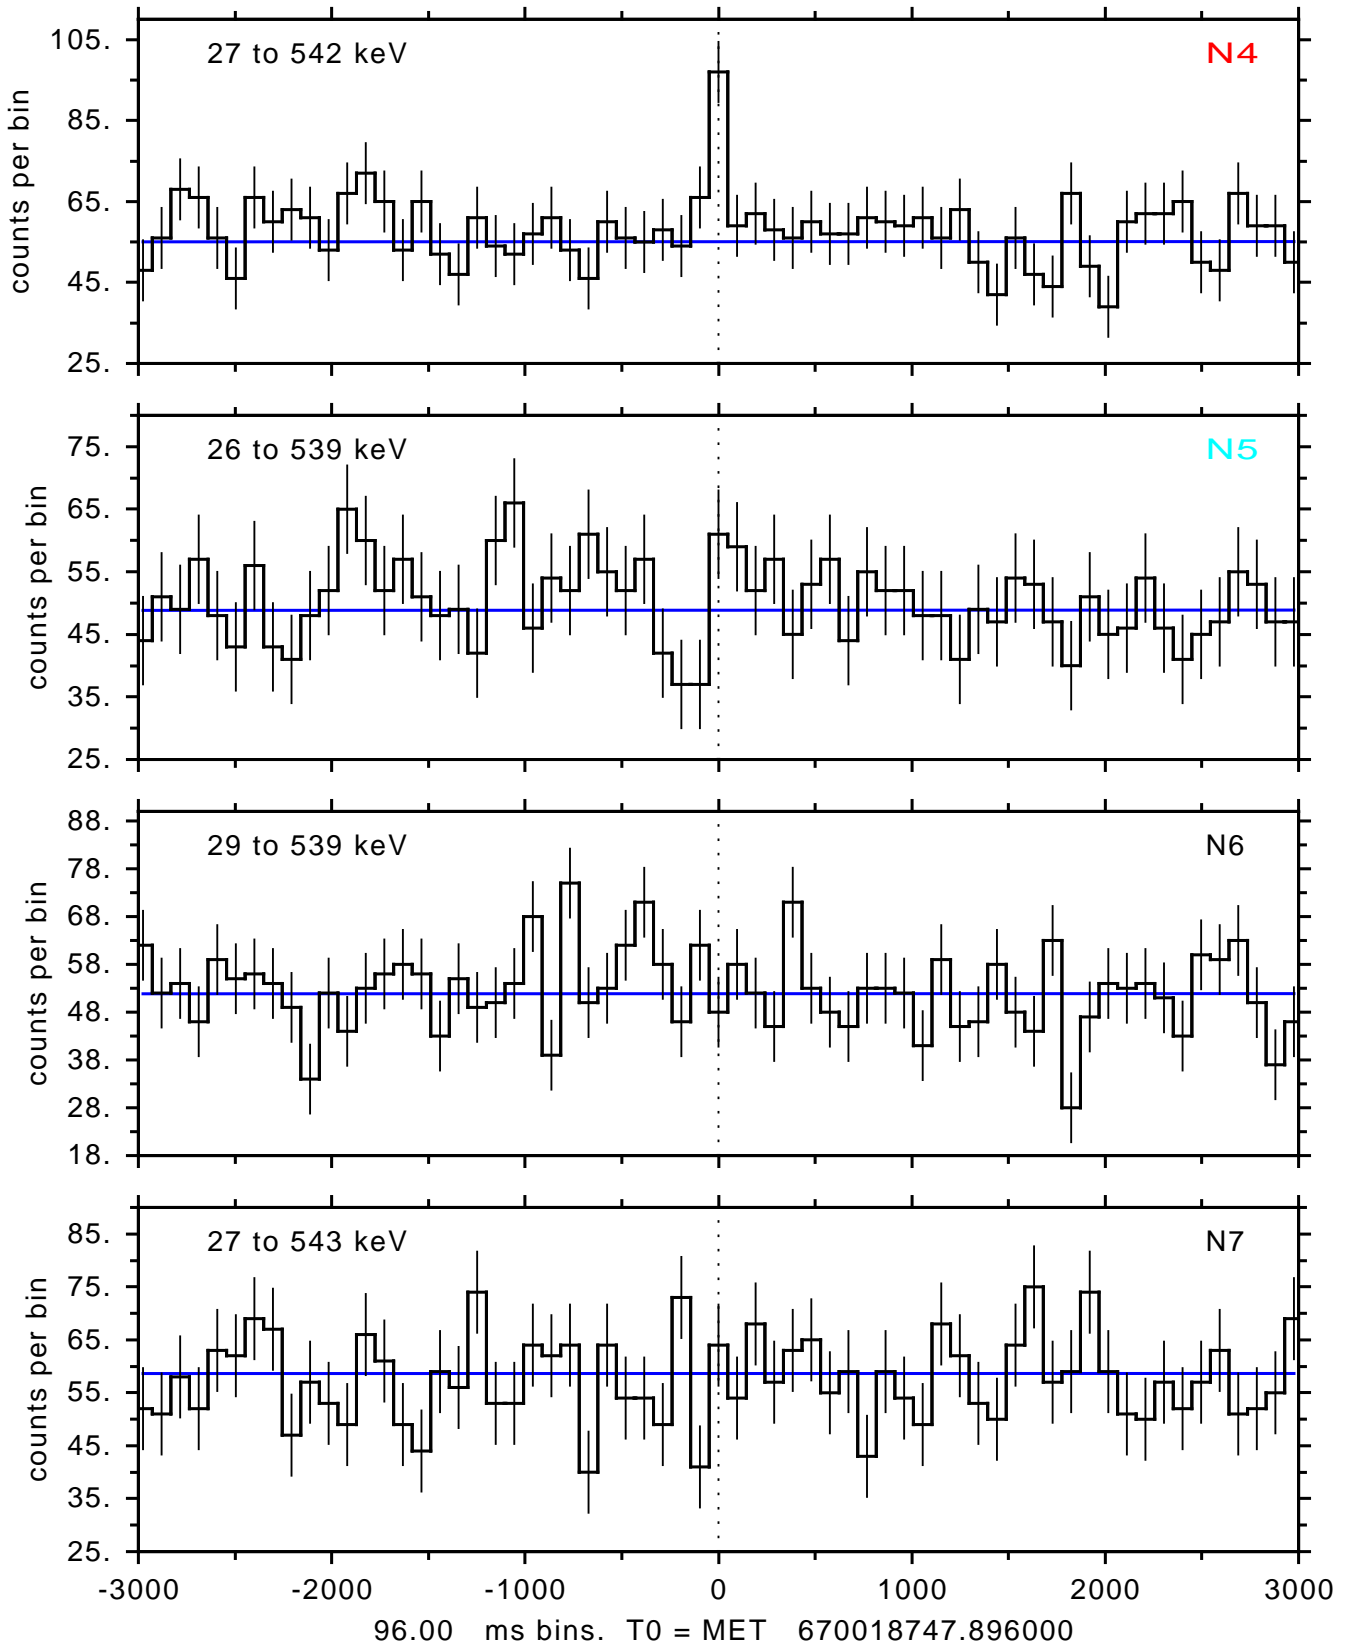 27 to 542 keV
N4
105.
85.
65.
45.
25.
counts per bin
26 to 539 keV
N5
75.
65.
55.
45.
35.
25.
counts per bin
29 to 539 keV
N6
88.
78.
68.
58.
48.
38.
28.
18.
counts per bin
27 to 543 keV
N7
85.
75.
65.
55.
45.
35.
25.
counts per bin
-3000 -2000 -1000 0 1000 2000 3000
96.00 ms bins. T0 = MET 670018747.896000